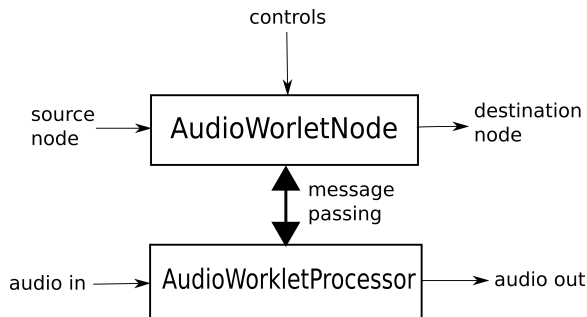 controls
source
node
AudioWorletNode
destination
node
message
passing
audio in
AudioWorkletProcessor
audio out